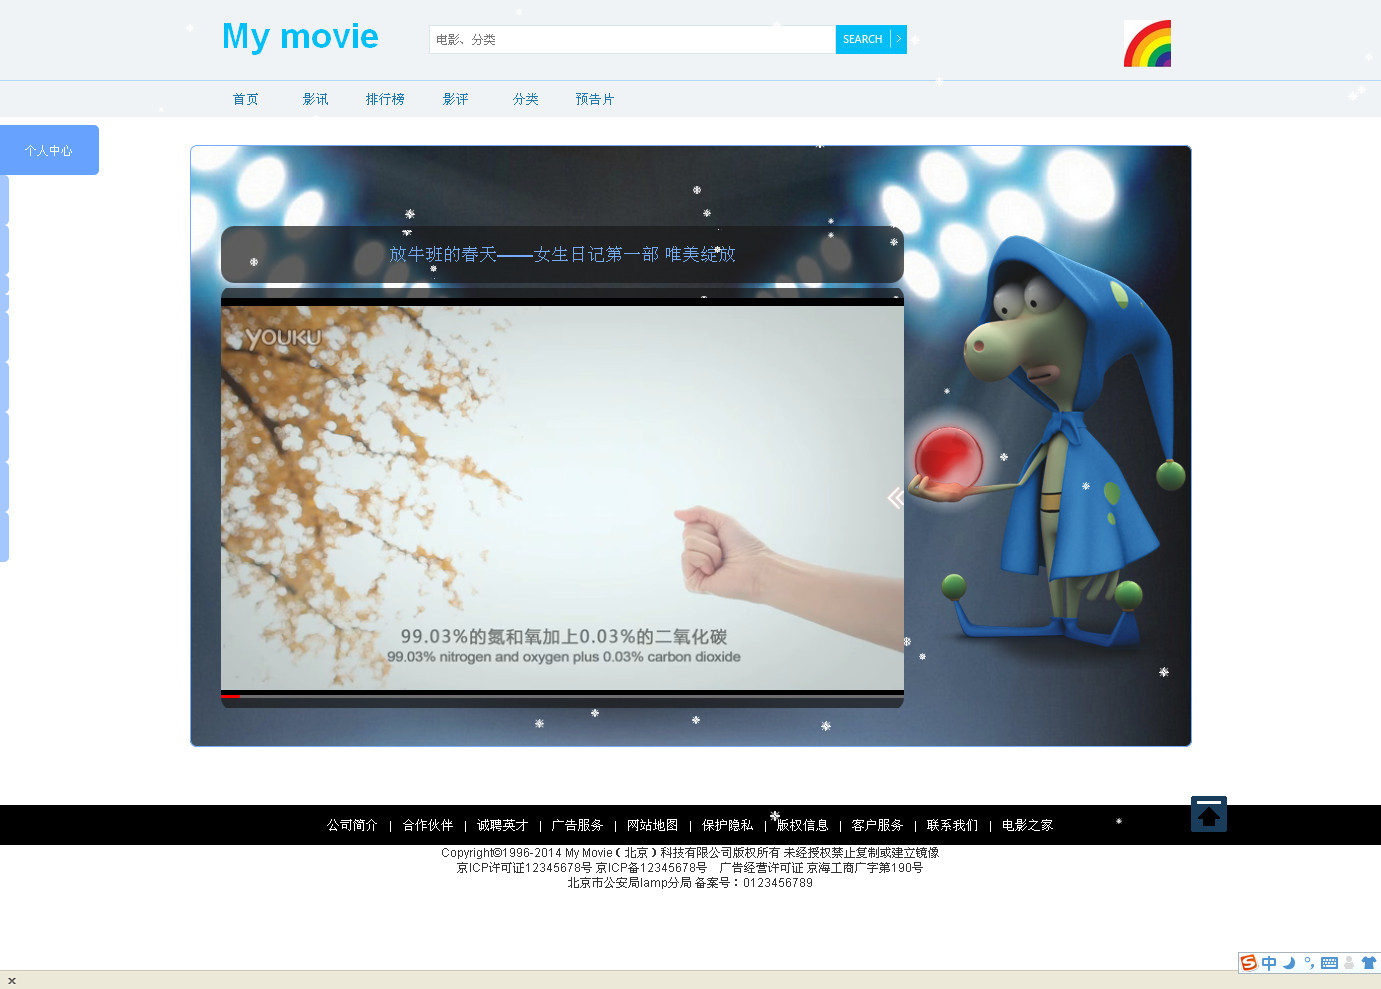 My movie
电影、分类
SEARCH
首页 影讯 排行榜 影评 分类 预告片
个人中心
放牛班的春天——女生日记第一部 唯美绽放
YOUKU
99.03%的氮和氧加上0.03%的二氧化碳
99.03% nitrogen and oxygen plus 0.03% carbon dioxide
公司简介 | 合作伙伴 | 诚聘英才 | 广告服务 | 网站地图 | 保护隐私 | 版权信息 | 客户服务 | 联系我们 | 电影之家
Copyright©1996-2014 My Movie ( 北京 ) 科技有限公司版权所有 未经授权禁止复制或建立镜像
京ICP许可证12345678号 京ICP备12345678号 广告经营许可证 京海工商广字第190号
北京市公安局lamp分局 备案号：0123456789
中